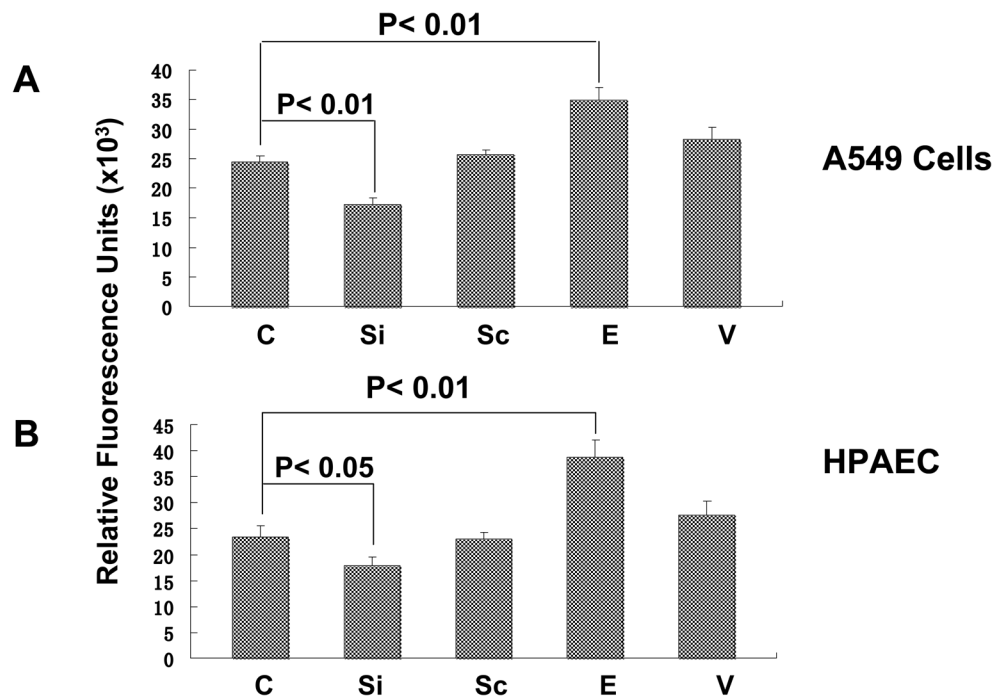 P< 0.01
A
40
35
30
25
20
15
10
5
0
P< 0.01
A549 Cells
C Si Sc E V
Relative Fluorescence Units (x10³)
P< 0.01
B
45
40
35
30
25
20
15
10
5
0
P< 0.05
HPAEC
C Si Sc E V